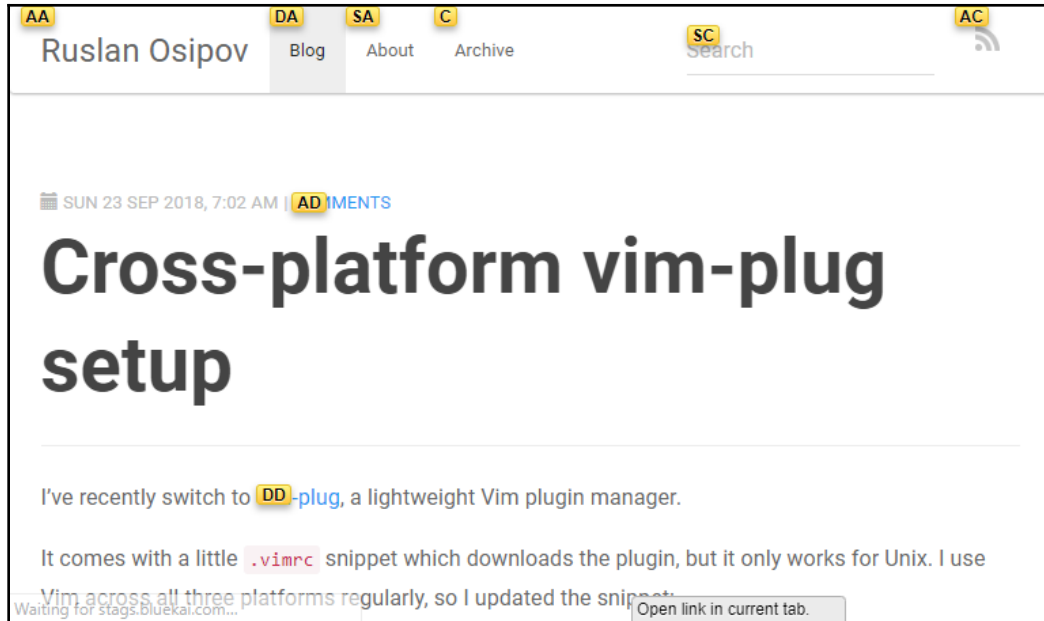 AA DA SA C SC AC
Ruslan Osipov Blog About Archive Search
SUN 23 SEP 2018, 7:02 AM | AD MMENTS
Cross-platform vim-plug
setup
I've recently switch to DD-plug, a lightweight Vim plugin manager.
It comes with a little .vimrc snippet which downloads the plugin, but it only works for Unix. I use
Vim across all three platforms regularly, so I updated the snippet:
Waiting for stags.bluekai.com...
Open link in current tab.